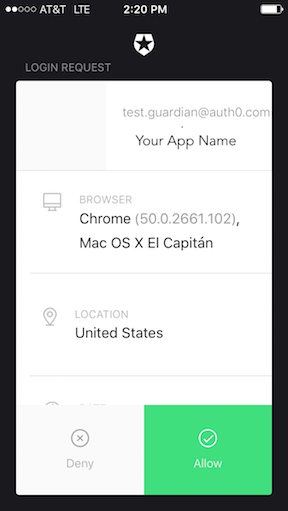 AT&T LTE 2:20 PM
LOGIN REQUEST
test.guardian@auth0.com
Your App Name
BROWSER
Chrome (50.0.2661.102),
Mac OS X El Capitán
LOCATION
United States
Deny Allow